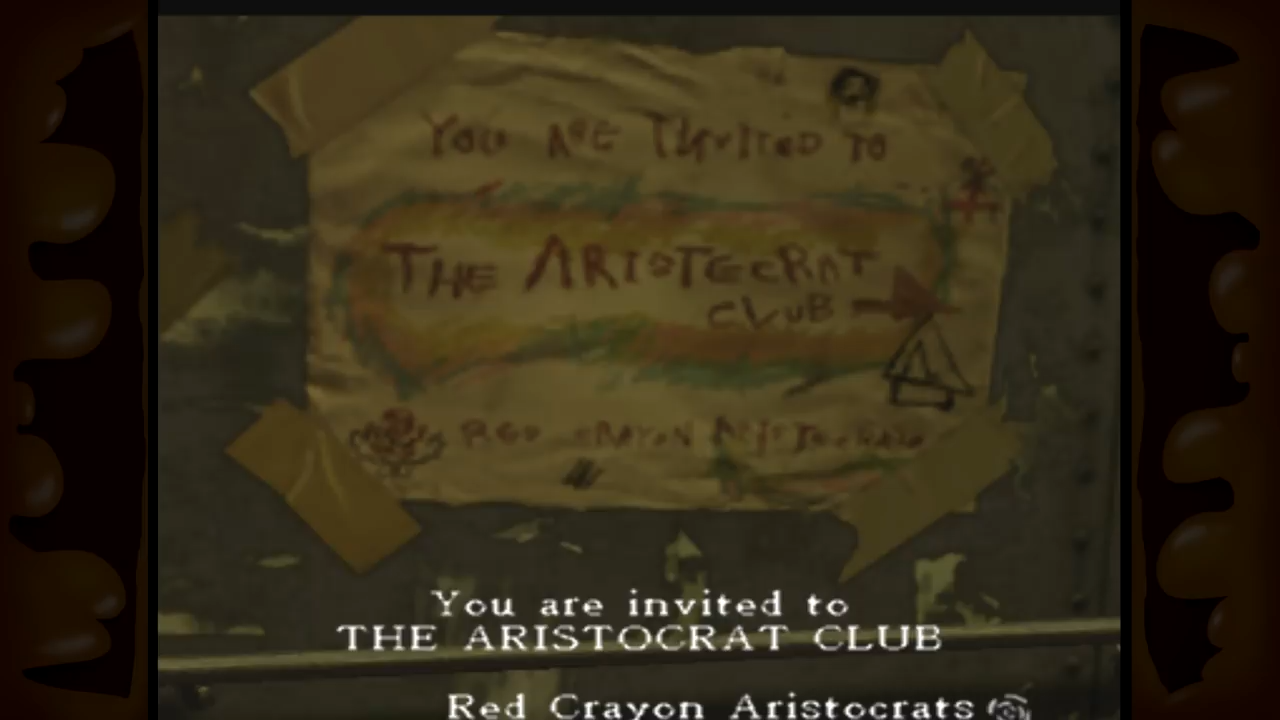 YOU ARE INVITED TO
THE ARISTOCRAT
CLUB
RED CRAYON ARISTOCRATS
You are invited to
THE ARISTOCRAT CLUB
Red Crayon Aristocrats